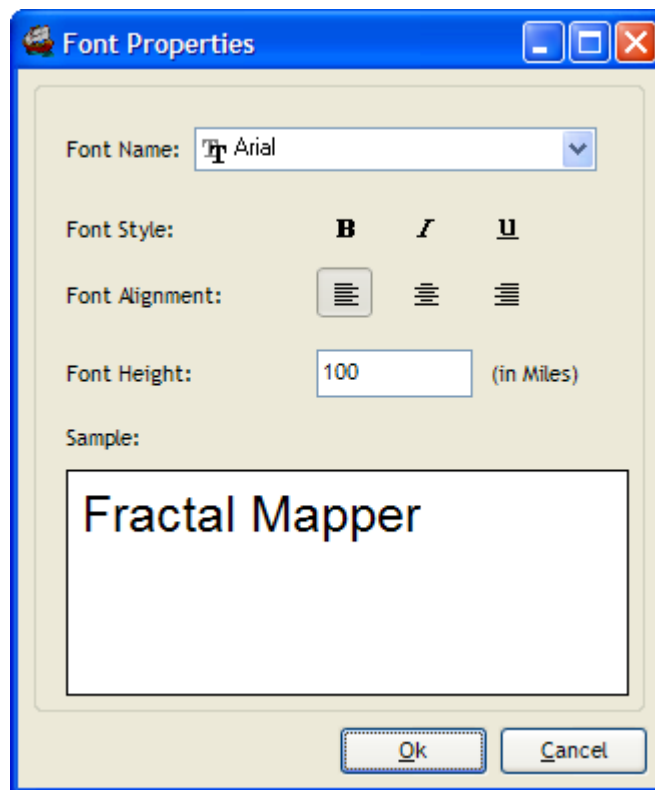 Font Properties
Font Name: Arial
Font Style: B I U
Font Alignment:
Font Height: 100 (in Miles)
Sample:
Fractal Mapper
Ok Cancel